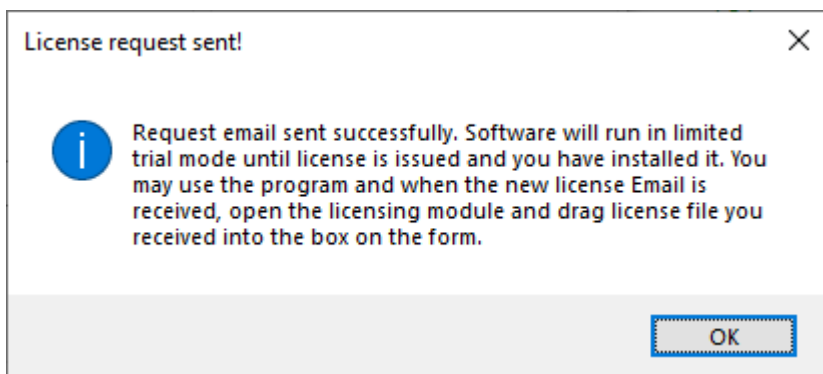 License request sent!
Request email sent successfully. Software will run in limited
trial mode until license is issued and you have installed it. You
may use the program and when the new license Email is
received, open the licensing module and drag license file you
received into the box on the form.
OK